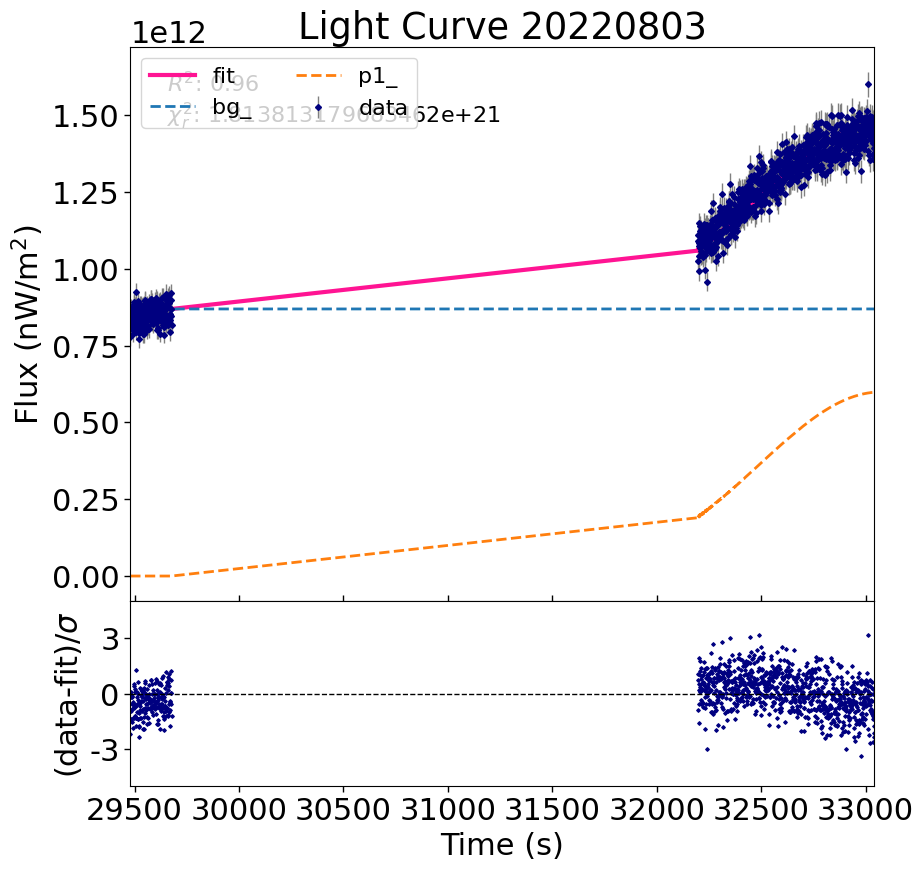 Light Curve 20220803
1e12
fit
bg_
p1_
data
R²: 0.96
62e+21
Flux (nW/m²)
1.50
1.25
1.00
0.75
0.50
0.25
0.00
(data-fit)/σ
3
0
-3
29500 30000 30500 31000 31500 32000 32500 33000
Time (s)